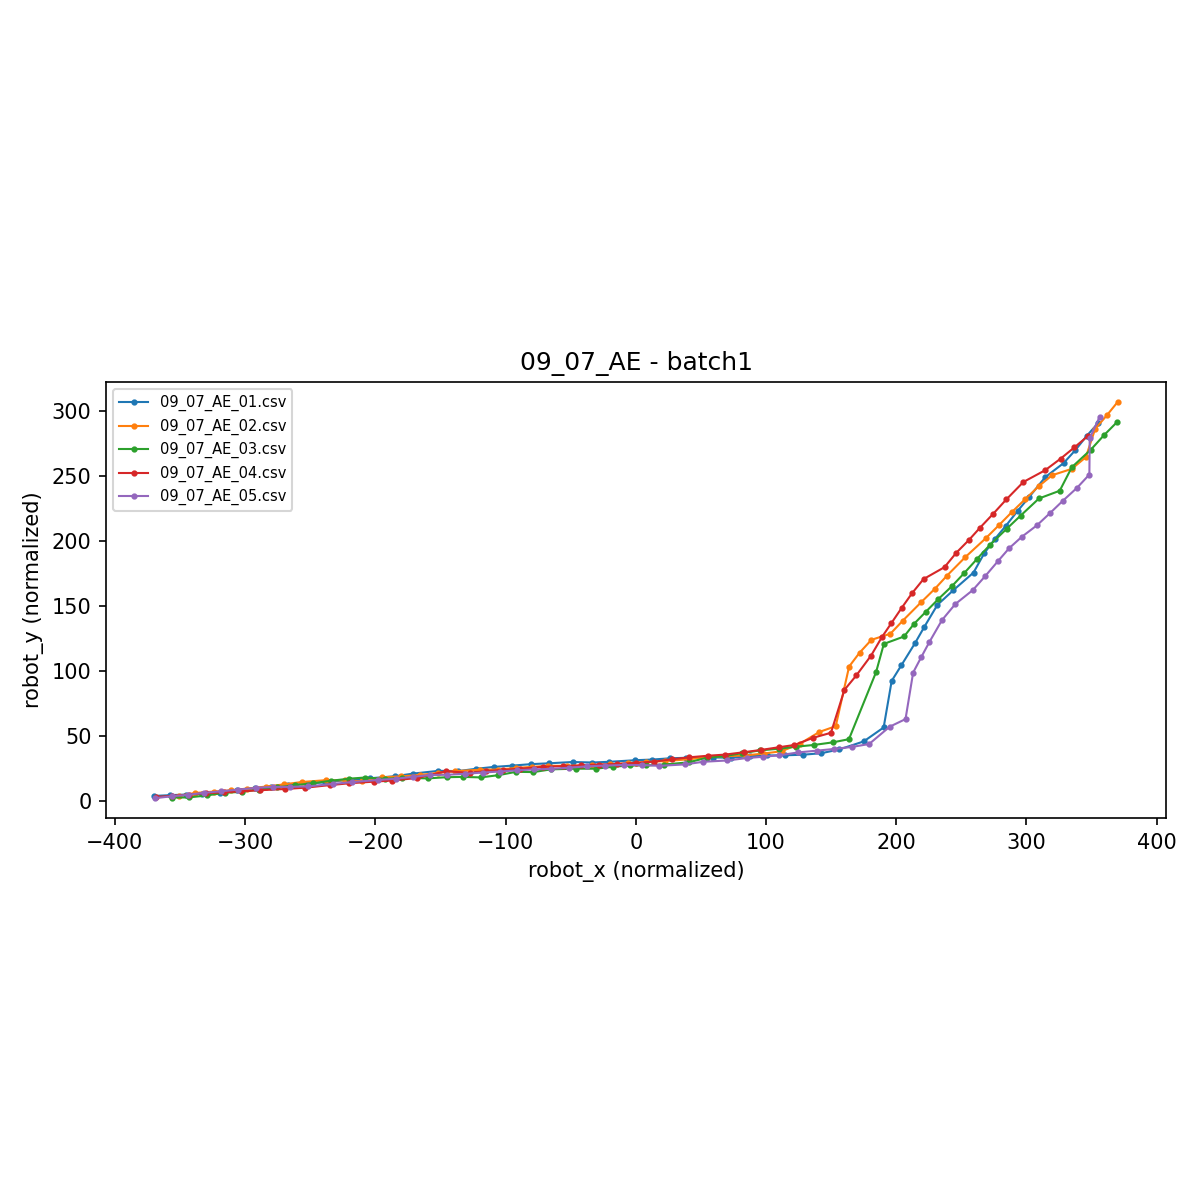 09_07_AE - batch1
09_07_AE_01.csv
09_07_AE_02.csv
09_07_AE_03.csv
09_07_AE_04.csv
09_07_AE_05.csv
robot_y (normalized)
300
250
200
150
100
50
0
−400 −300 −200 −100 0 100 200 300 400
robot_x (normalized)